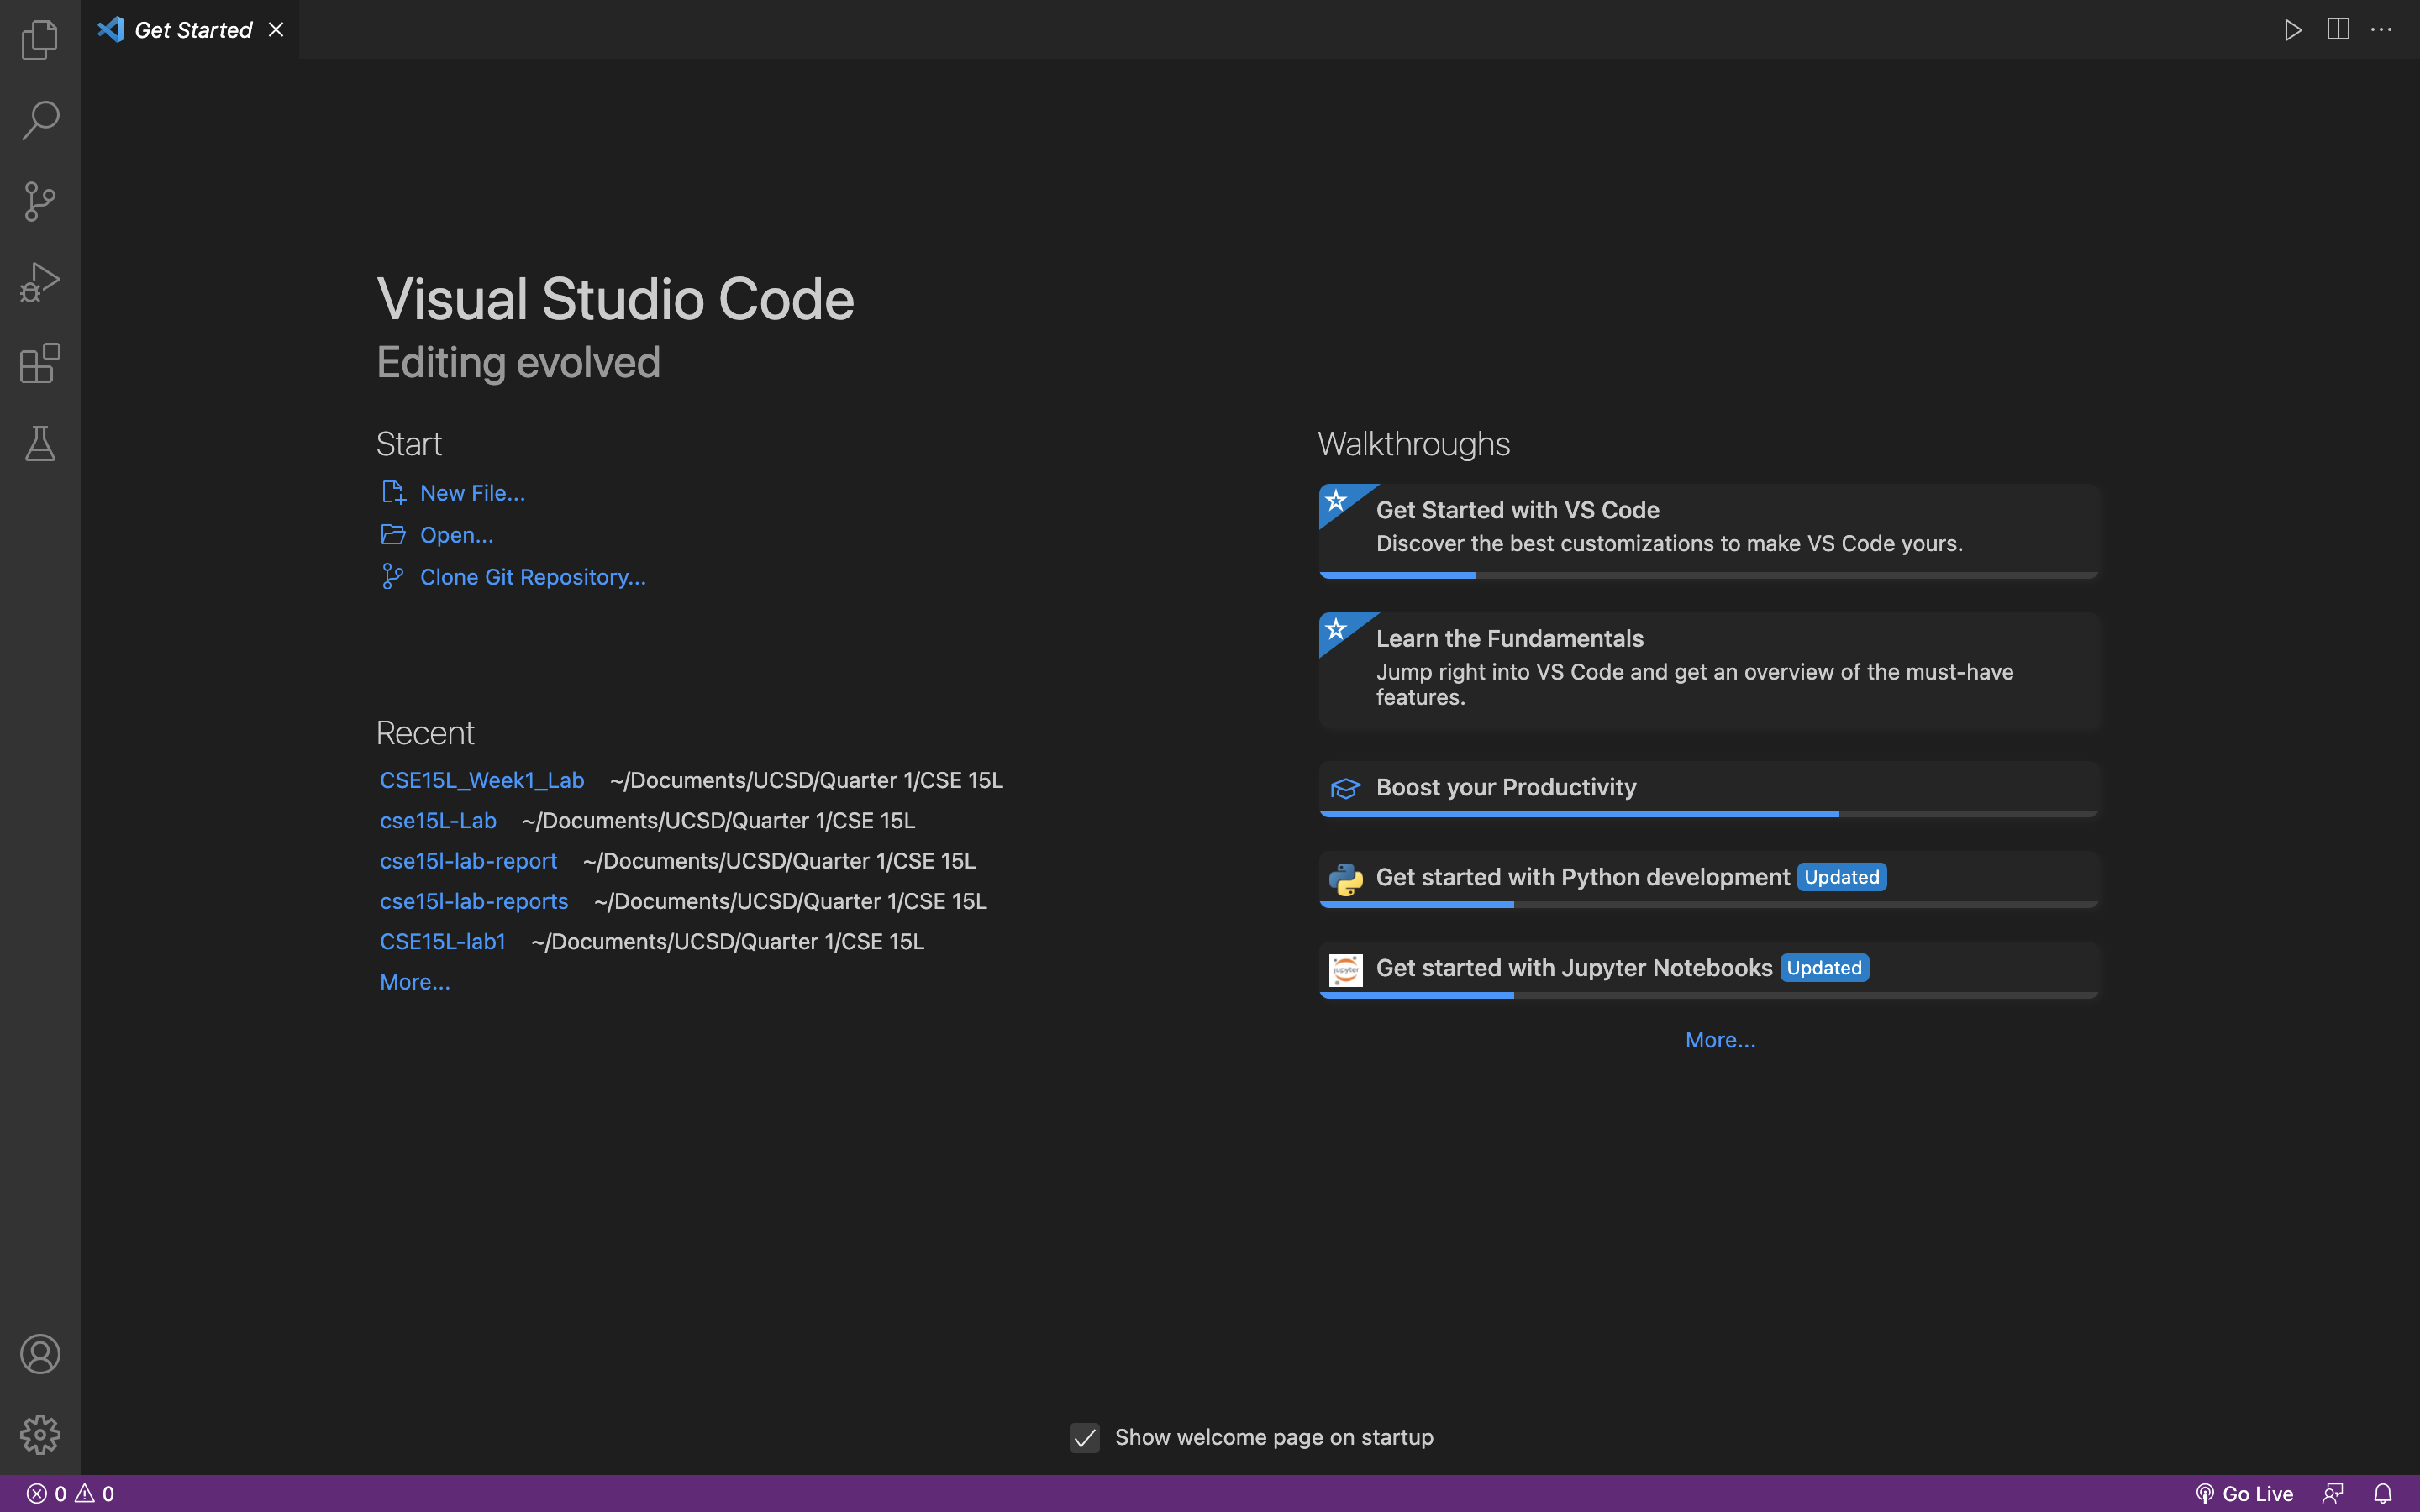 Get Started
Visual Studio Code
Editing evolved
Start
New File...
Open...
Clone Git Repository...
Recent
CSE15L_Week1_Lab ~/Documents/UCSD/Quarter 1/CSE 15L
cse15L-Lab ~/Documents/UCSD/Quarter 1/CSE 15L
cse15l-lab-report ~/Documents/UCSD/Quarter 1/CSE 15L
cse15l-lab-reports ~/Documents/UCSD/Quarter 1/CSE 15L
CSE15L-lab1 ~/Documents/UCSD/Quarter 1/CSE 15L
More...
Walkthroughs
Get Started with VS Code
Discover the best customizations to make VS Code yours.
Learn the Fundamentals
Jump right into VS Code and get an overview of the must-have
features.
Boost your Productivity
Get started with Python development Updated
jupyter Get started with Jupyter Notebooks Updated
More...
Show welcome page on startup
0 0 Go Live